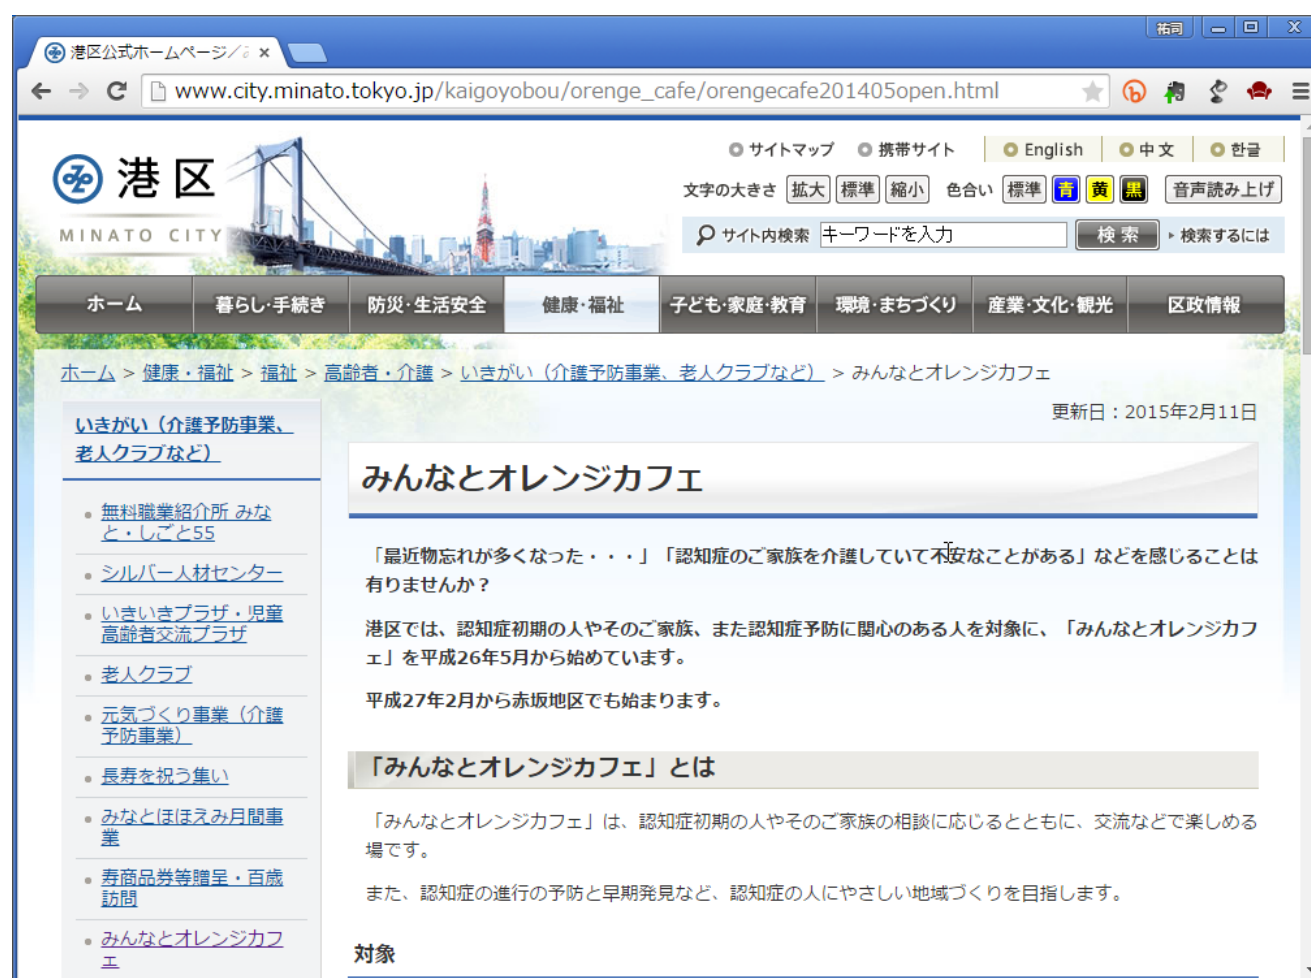 祐司
港区公式ホームページ/
www.city.minato.tokyo.jp/kaigoyobou/orenge_cafe/orengecafe201405open.html
港区
MINATO CITY
サイトマップ 携帯サイト English 中文 한글
文字の大きさ 拡大 標準 縮小 色合い 標準 青 黄 黒 音声読み上げ
サイト内検索 キーワードを入力 検索 検索するには
ホーム 暮らし・手続き 防災・生活安全 健康・福祉 子ども・家庭・教育 環境・まちづくり 産業・文化・観光 区政情報
ホーム > 健康・福祉 > 福祉 > 高齢者・介護 > いきがい（介護予防事業、老人クラブなど） > みんなとオレンジカフェ
更新日：2015年2月11日
いきがい（介護予防事業、
老人クラブなど）
無料職業紹介所 みな
と・しごと55
シルバー人材センター
いきいきプラザ・児童
高齢者交流プラザ
老人クラブ
元気づくり事業（介護
予防事業）
長寿を祝う集い
みなとほほえみ月間事
業
寿商品券等贈呈・百歳
訪問
みんなとオレンジカフ
ェ
みんなとオレンジカフェ
「最近物忘れが多くなった・・・」「認知症のご家族を介護していて不安なことがある」などを感じることは
有りませんか？
港区では、認知症初期の人やそのご家族、また認知症予防に関心のある人を対象に、「みんなとオレンジカフ
ェ」を平成26年5月から始めています。
平成27年2月から赤坂地区でも始まります。
「みんなとオレンジカフェ」とは
「みんなとオレンジカフェ」は、認知症初期の人やそのご家族の相談に応じるとともに、交流などで楽しめる
場です。
また、認知症の進行の予防と早期発見など、認知症の人にやさしい地域づくりを目指します。
対象